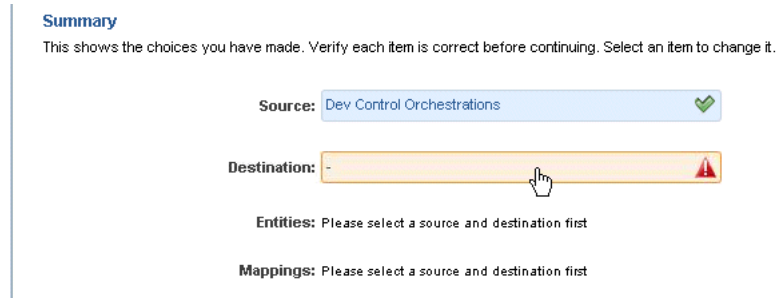 Summary
This shows the choices you have made. Verify each item is correct before continuing. Select an item to change it.
Source: Dev Control Orchestrations
Destination: -
Entities: Please select a source and destination first
Mappings: Please select a source and destination first